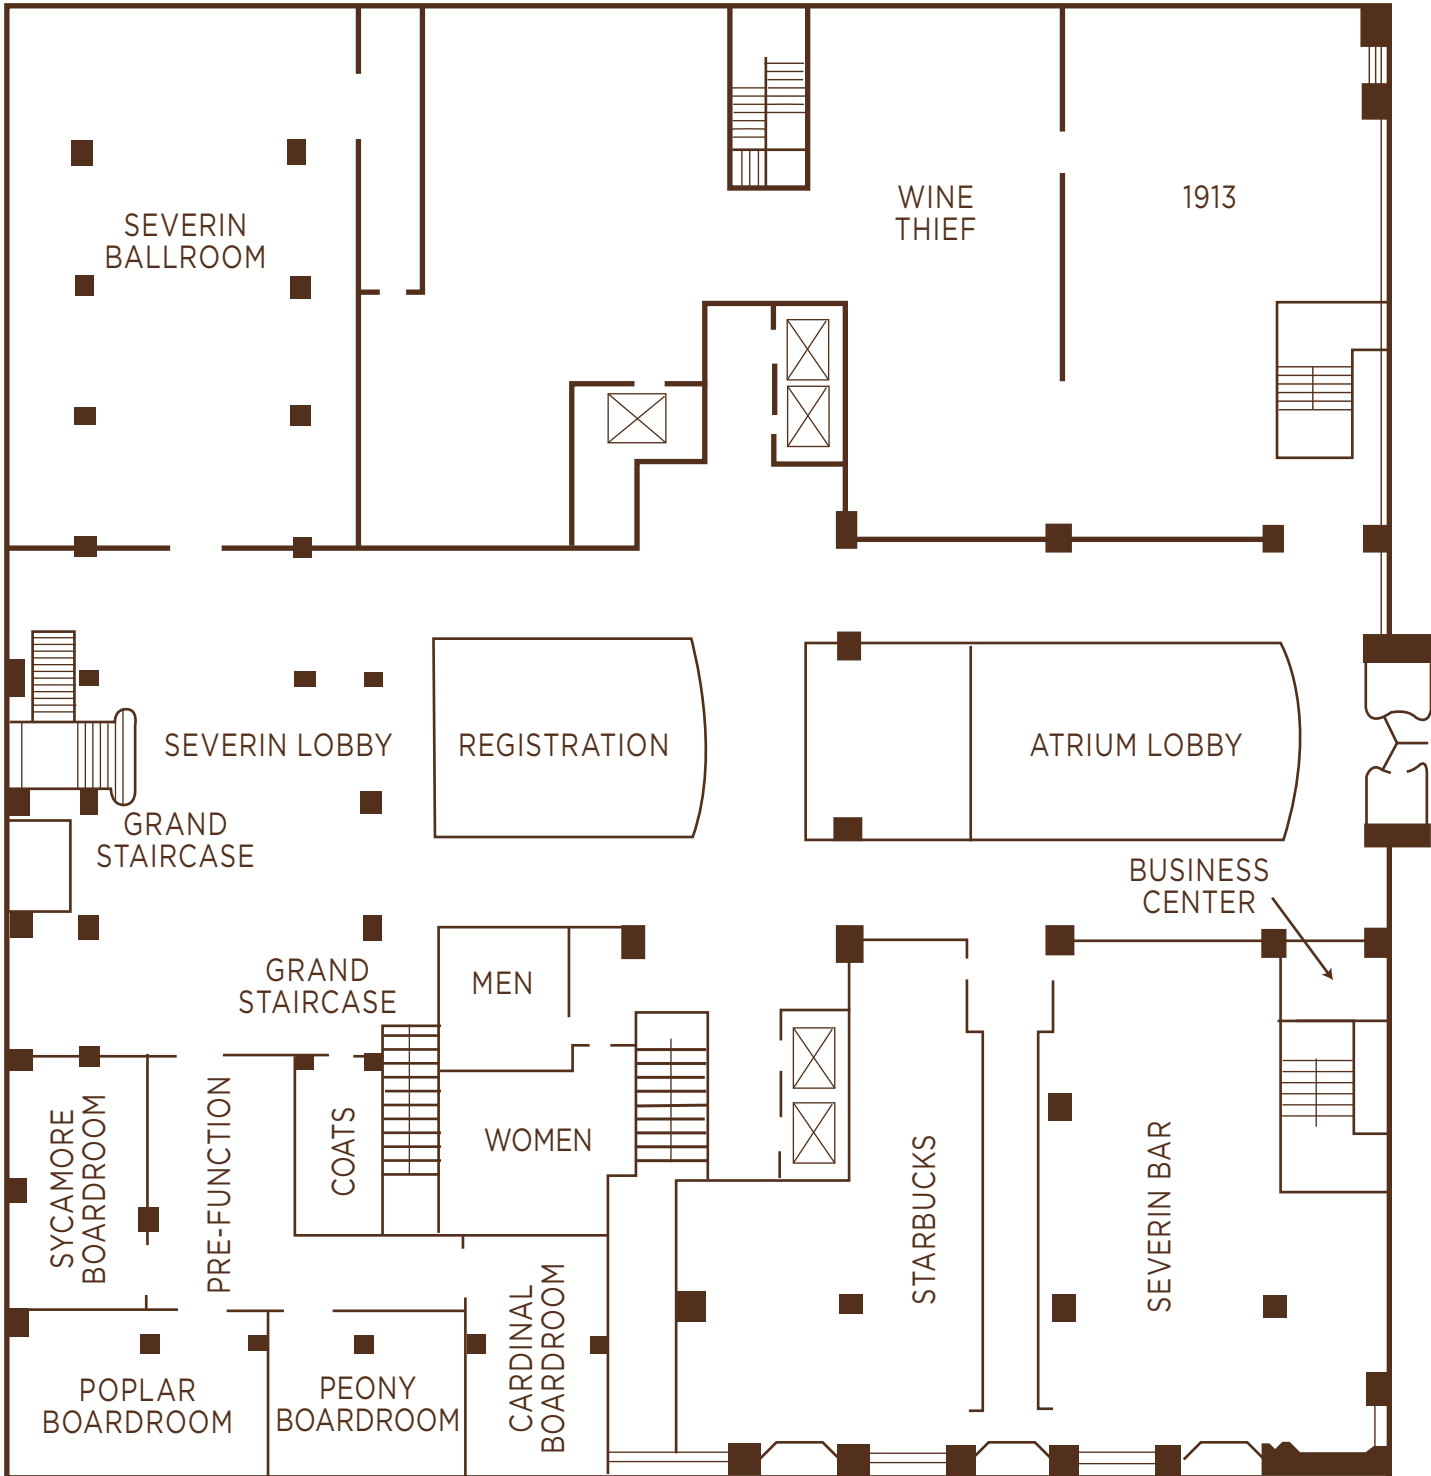 SEVERIN
BALLROOM
WINE
THIEF
1913
SEVERIN LOBBY
REGISTRATION
ATRIUM LOBBY
GRAND
STAIRCASE
BUSINESS
CENTER
GRAND
STAIRCASE
MEN
WOMEN
COATS
SYCAMORE
BOARDROOM
PRE-FUNCTION
STARBUCKS
SEVERIN BAR
CARDINAL
BOARDROOM
POPLAR
BOARDROOM
PEONY
BOARDROOM